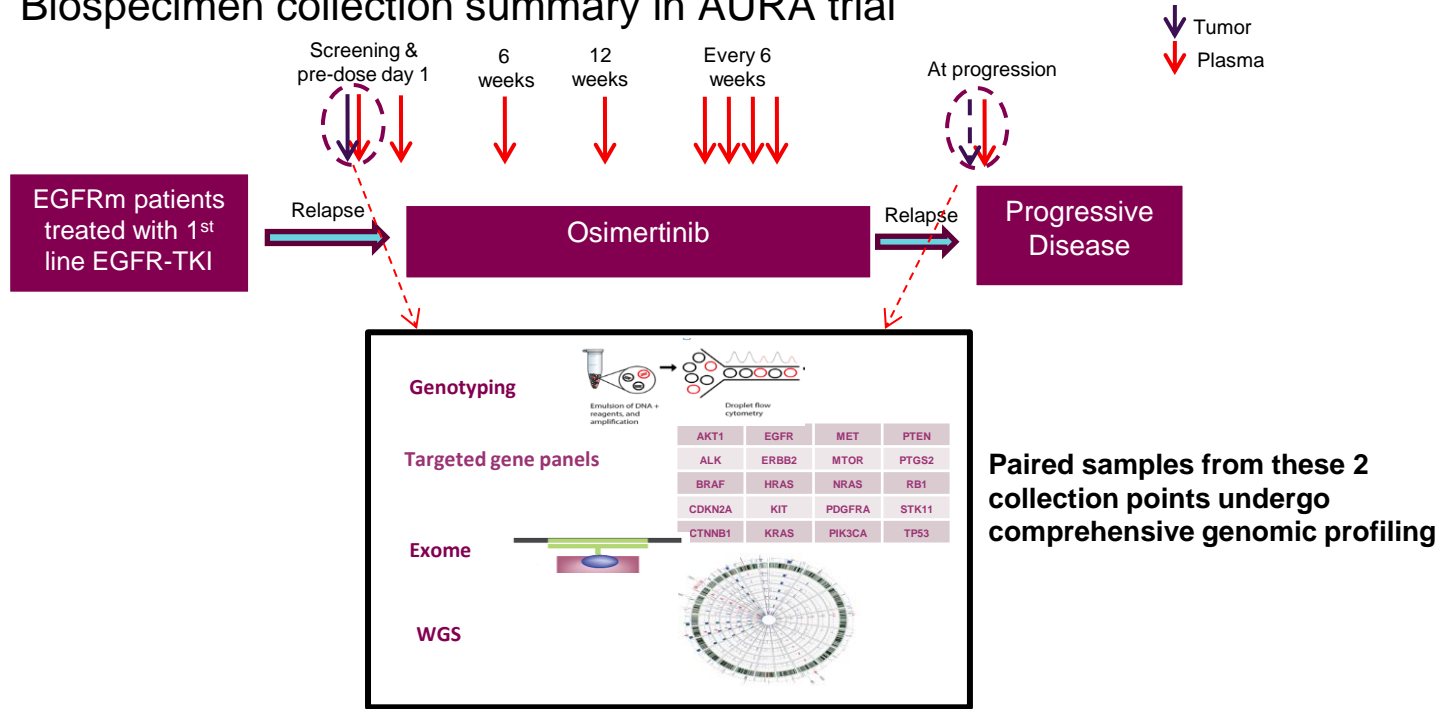 Biospecimen collection summary in AURA trial
Tumor
Plasma
Screening &
pre-dose day 1
6
weeks
12
weeks
Every 6
weeks
At progression
EGFRm patients
treated with 1st
line EGFR-TKI
Relapse
Osimertinib
Relapse
Progressive
Disease
Genotyping
Emulsion of DNA +
reagents, and
amplification
Droplet flow
cytometry
Targeted gene panels
AKT1 EGFR MET PTEN
ALK ERBB2 MTOR PTGS2
BRAF HRAS NRAS RB1
CDKN2A KIT PDGFRA STK11
CTNNB1 KRAS PIK3CA TP53
Exome
WGS
Paired samples from these 2
collection points undergo
comprehensive genomic profiling